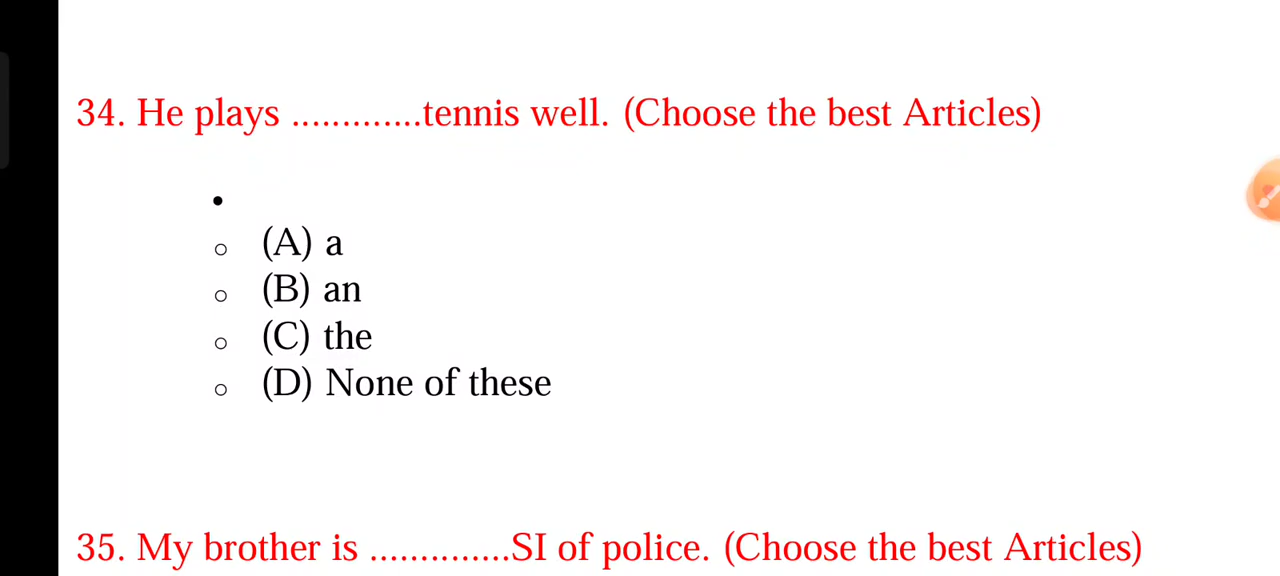 34. He plays .............tennis well. (Choose the best Articles)
(A) a
(B) an
(C) the
(D) None of these
35. My brother is ..............SI of police. (Choose the best Articles)